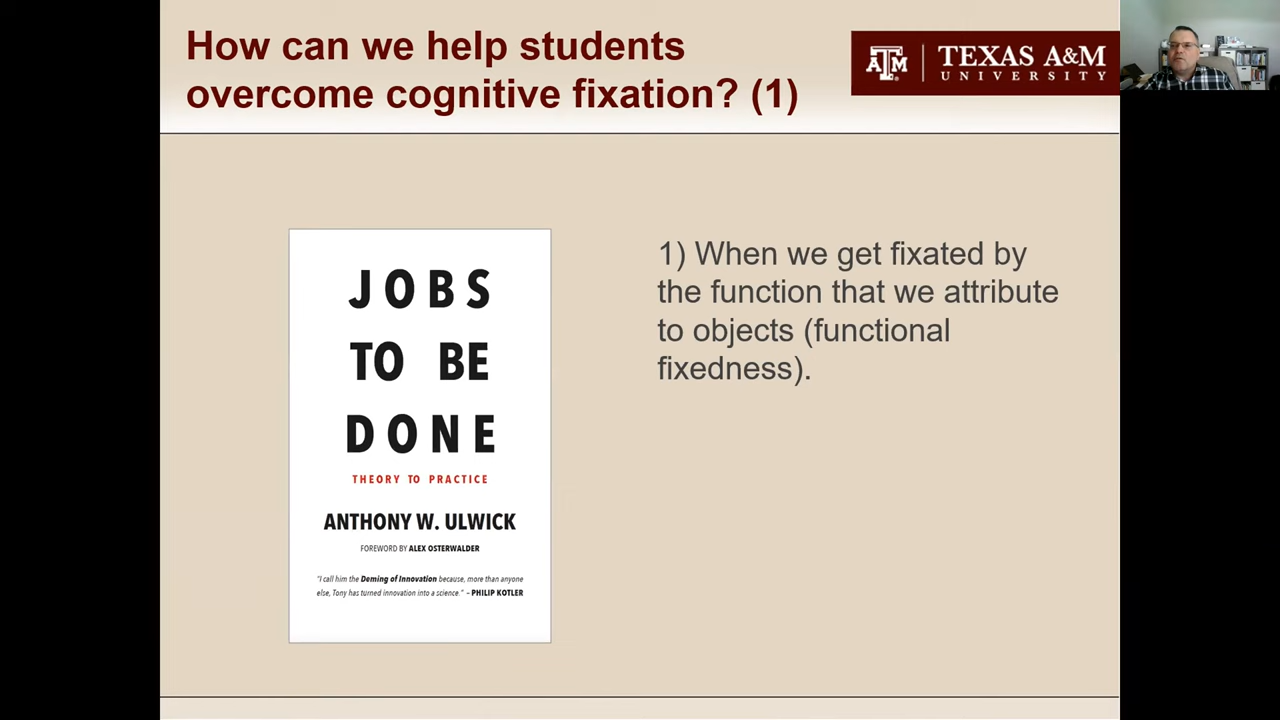 How can we help students
overcome cognitive fixation? (1)
ATM
TEXAS A&M
UNIVERSITY
JOBS
TO BE
DONE
THEORY TO PRACTICE
ANTHONY W. ULWICK
FOREWORD BY ALEX OSTERWALDER
"I call him the Deming of Innovation because, more than anyone
else, Tony has turned innovation into a science." – PHILIP KOTLER
1) When we get fixated by
the function that we attribute
to objects (functional
fixedness).